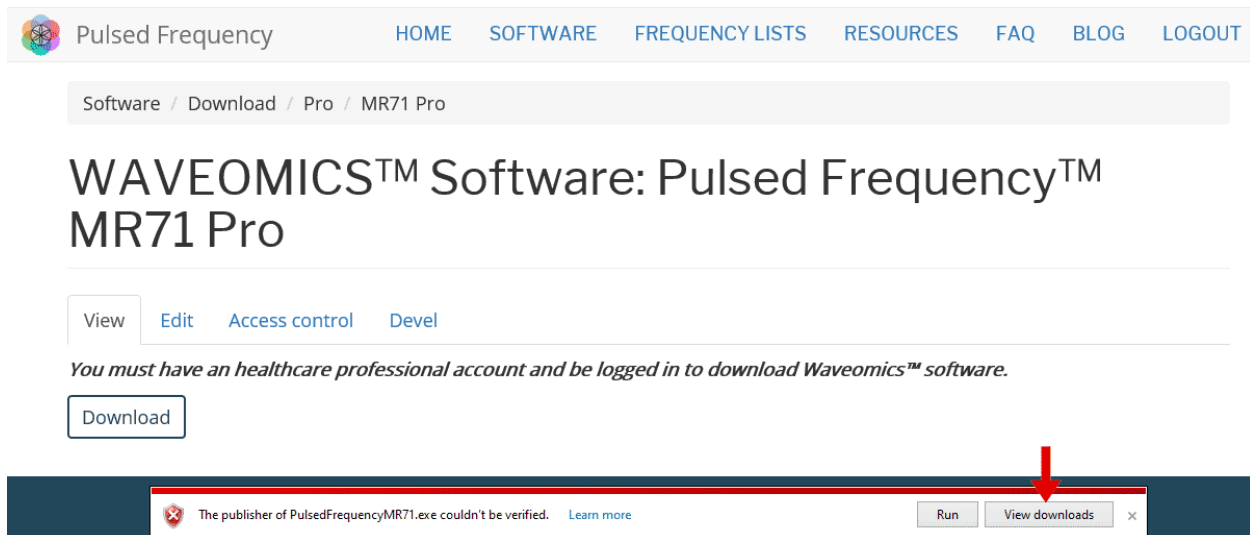 Pulsed Frequency HOME SOFTWARE FREQUENCY LISTS RESOURCES FAQ BLOG LOGOUT
Software / Download / Pro / MR71 Pro
WAVEOMICS™ Software: Pulsed Frequency™
MR71 Pro
View Edit Access control Devel
You must have an healthcare professional account and be logged in to download Waveomics™ software.
Download
The publisher of PulsedFrequencyMR71.exe couldn't be verified. Learn more Run View downloads ×